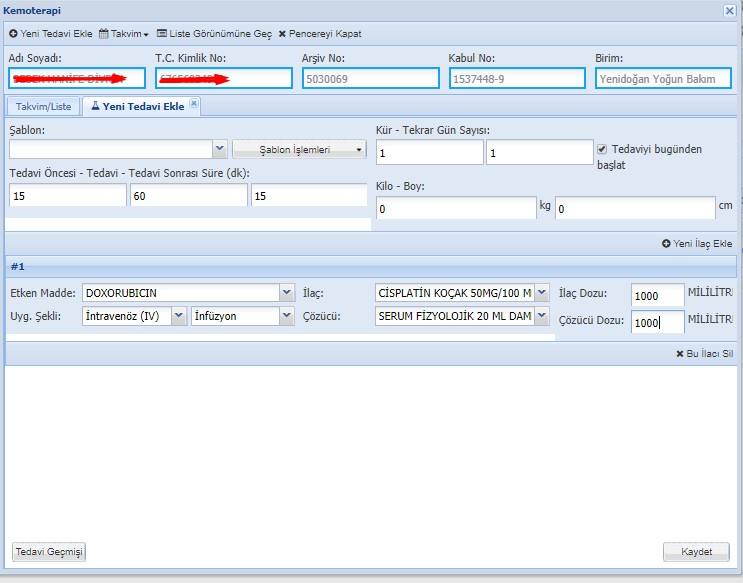 Kemoterapi
Yeni Tedavi Ekle Takvim Liste Görünümüne Geç Pencereyi Kapat
Adı Soyadı: T.C. Kimlik No: Arşiv No: Kabul No: Birim:
5030069 1537448-9 Yenidoğan Yoğun Bakım
Takvim/Liste Yeni Tedavi Ekle
Şablon: Kür - Tekrar Gün Sayısı:
Şablon İşlemleri 1 1 Tedaviyi bugünden
başlat
Tedavi Öncesi - Tedavi - Tedavi Sonrası Süre (dk):
15 60 15 Kilo - Boy:
0 kg 0 cm
Yeni İlaç Ekle
#1
Etken Madde: DOXORUBICIN İlaç: CİSPLATİN KOÇAK 50MG/100 M İlaç Dozu: 1000 MİLİLİTR
Uyg. Şekli: İntravenöz (IV) İnfüzyon Çözücü: SERUM FİZYOLOJİK 20 ML DAM Çözücü Dozu: 1000 MİLİLİTR
Bu İlacı Sil
Tedavi Geçmişi Kaydet